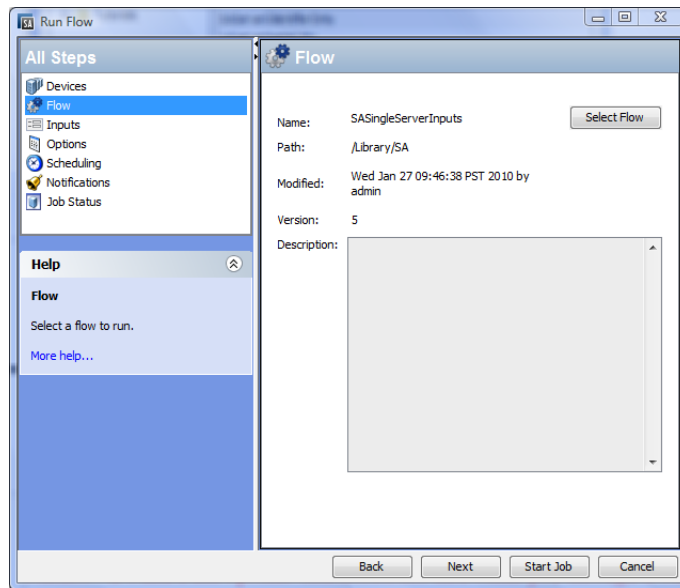 SA Run Flow
All Steps
Devices
Flow
Inputs
Options
Scheduling
Notifications
Job Status
Help
Flow
Select a flow to run.
More help...
Flow
Name: SASingleServerInputs Select Flow
Path: /Library/SA
Modified: Wed Jan 27 09:46:38 PST 2010 by
admin
Version: 5
Description:
Back Next Start Job Cancel